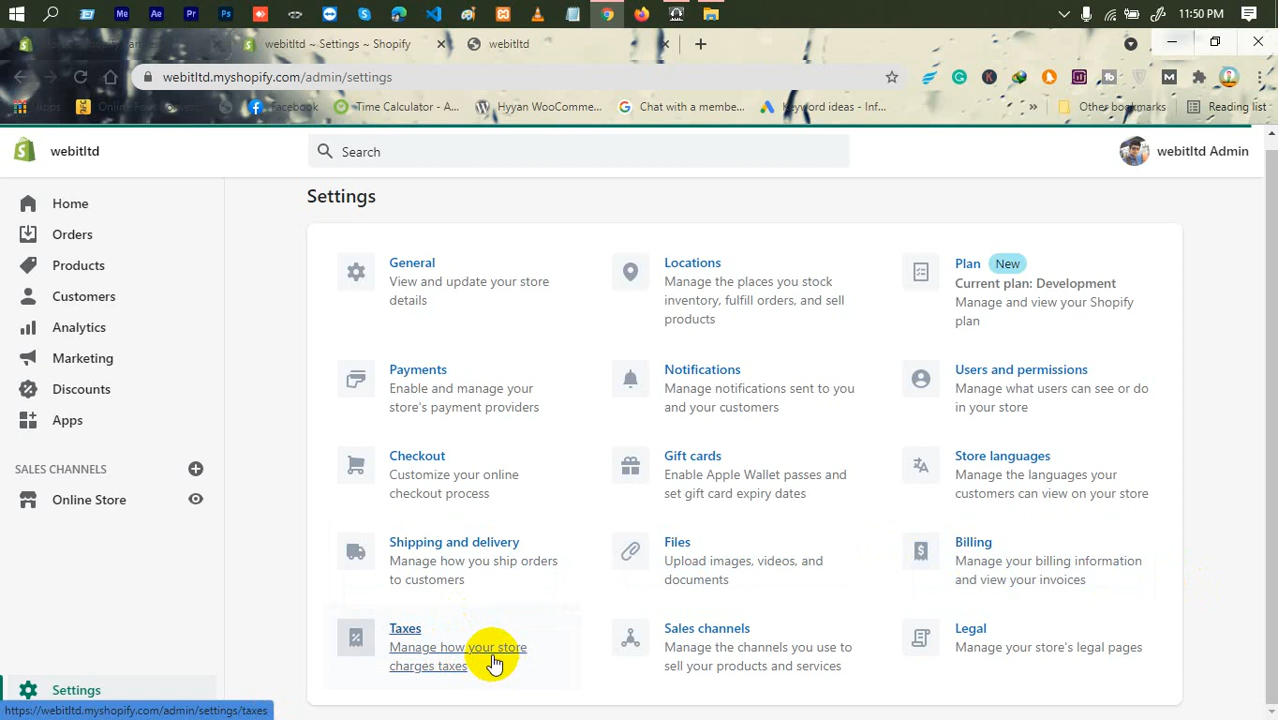 11:50 PM
webitltd ~ Settings ~ Shopify
webitltd
webitltd.myshopify.com/admin/settings
Apps
Facebook
Time Calculator - A...
Hyyan WooComme...
Chat with a membe...
Keyword ideas - Inf...
Other bookmarks
Reading list
webitltd
Search
webitltd Admin
Home
Orders
Products
Customers
Analytics
Marketing
Discounts
Apps
SALES CHANNELS
Online Store
Settings
Settings
General
View and update your store
details
Locations
Manage the places you stock
inventory, fulfill orders, and sell
products
Plan New
Current plan: Development
Manage and view your Shopify
plan
Payments
Enable and manage your
store's payment providers
Notifications
Manage notifications sent to you
and your customers
Users and permissions
Manage what users can see or do
in your store
Checkout
Customize your online
checkout process
Gift cards
Enable Apple Wallet passes and
set gift card expiry dates
Store languages
Manage the languages your
customers can view on your store
Shipping and delivery
Manage how you ship orders
to customers
Files
Upload images, videos, and
documents
Billing
Manage your billing information
and view your invoices
Taxes
Manage how your store
charges taxes
Sales channels
Manage the channels you use to
sell your products and services
Legal
Manage your store's legal pages
https://webitltd.myshopify.com/admin/settings/taxes